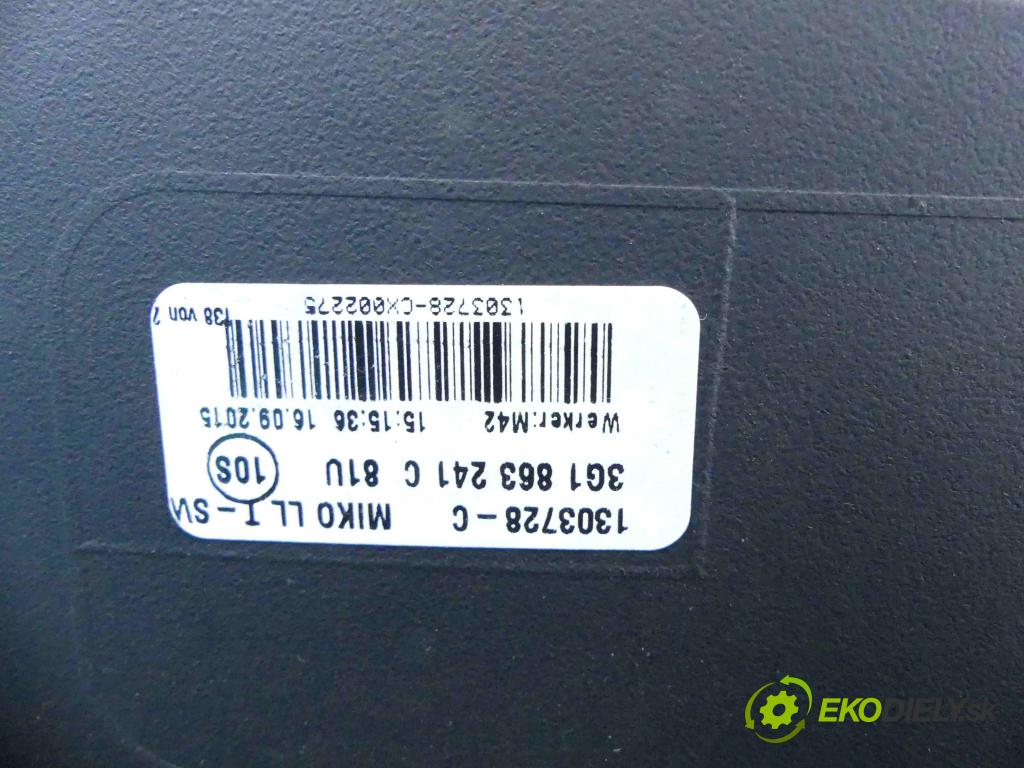 1303728-C MIKO LL T-SW
3G1 863 241 C 81U 10S
Werker:M42 15:15:36 16.09.2015
1303728-CX002275
138 von 2
EKODIELY.sk